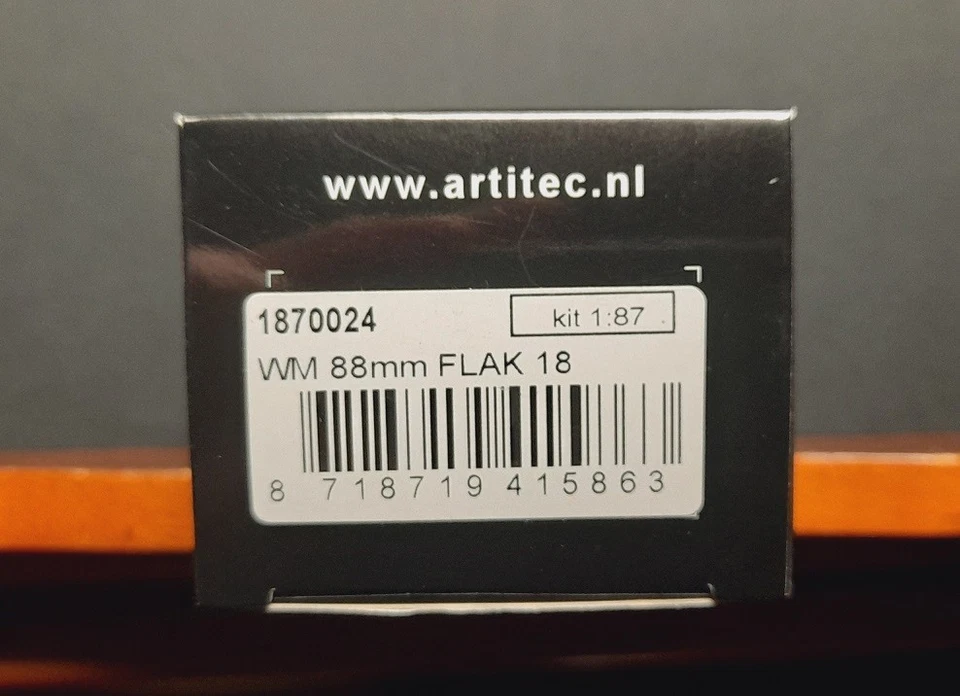 www.artitec.nl
1870024
kit 1:87
WM 88mm FLAK 18
8 718719 415863